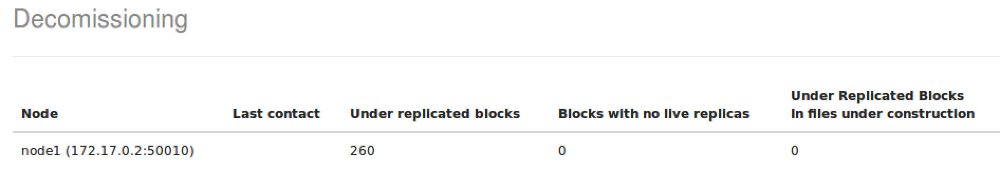 Decomissioning
Node Last contact Under replicated blocks Blocks with no live replicas Under Replicated Blocks
In files under construction
node1 (172.17.0.2:50010) 260 0 0